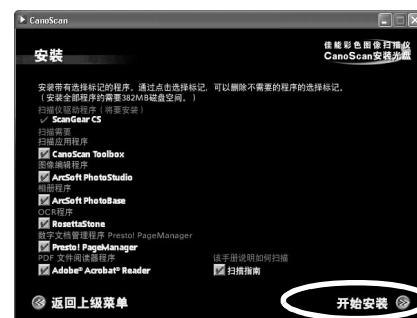 CanoScan
安装
佳能彩色图像扫描仪
CanoScan安装光盘
安装带有选择标记的程序。通过点击选择标记，可以删除不需要的程序的选择标记。
（安装全部程序约需要382MB磁盘空间。）
扫描仪驱动程序（将要安装）
ScanGear CS
扫描需要
扫描应用程序
CanoScan Toolbox
图像编辑程序
ArcSoft PhotoStudio
相册程序
ArcSoft PhotoBase
OCR程序
RosettaStone
数字文档管理程序 Presto! PageManager
Presto! PageManager
PDF 文件阅读器程序
Adobe® Acrobat® Reader
该手册说明如何扫描
扫描指南
返回上级菜单
开始安装